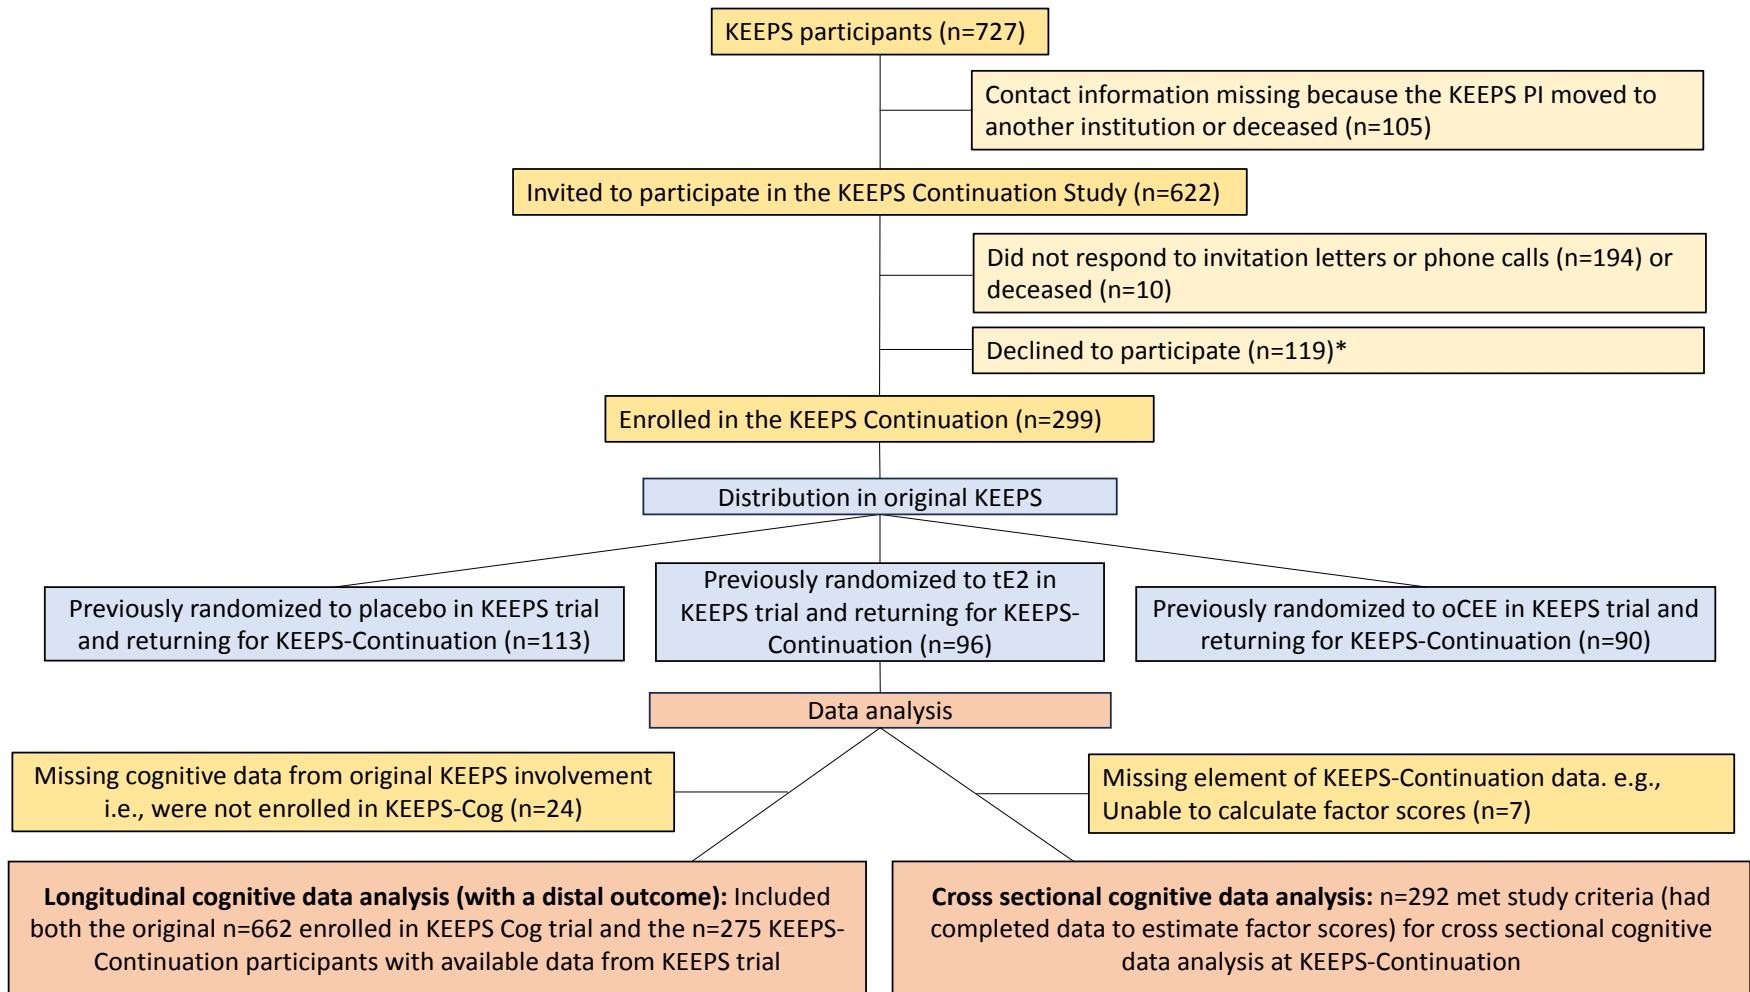 KEEPS participants (n=727)
Contact information missing because the KEEPS PI moved to
another institution or deceased (n=105)
Invited to participate in the KEEPS Continuation Study (n=622)
Did not respond to invitation letters or phone calls (n=194) or
deceased (n=10)
Declined to participate (n=119)*
Enrolled in the KEEPS Continuation (n=299)
Distribution in original KEEPS
Previously randomized to placebo in KEEPS trial
and returning for KEEPS-Continuation (n=113)
Previously randomized to tE2 in
KEEPS trial and returning for KEEPS-
Continuation (n=96)
Previously randomized to oCEE in KEEPS trial and
returning for KEEPS-Continuation (n=90)
Data analysis
Missing cognitive data from original KEEPS involvement
i.e., were not enrolled in KEEPS-Cog (n=24)
Missing element of KEEPS-Continuation data. e.g.,
Unable to calculate factor scores (n=7)
Longitudinal cognitive data analysis (with a distal outcome): Included
both the original n=662 enrolled in KEEPS Cog trial and the n=275 KEEPS-
Continuation participants with available data from KEEPS trial
Cross sectional cognitive data analysis: n=292 met study criteria (had
completed data to estimate factor scores) for cross sectional cognitive
data analysis at KEEPS-Continuation